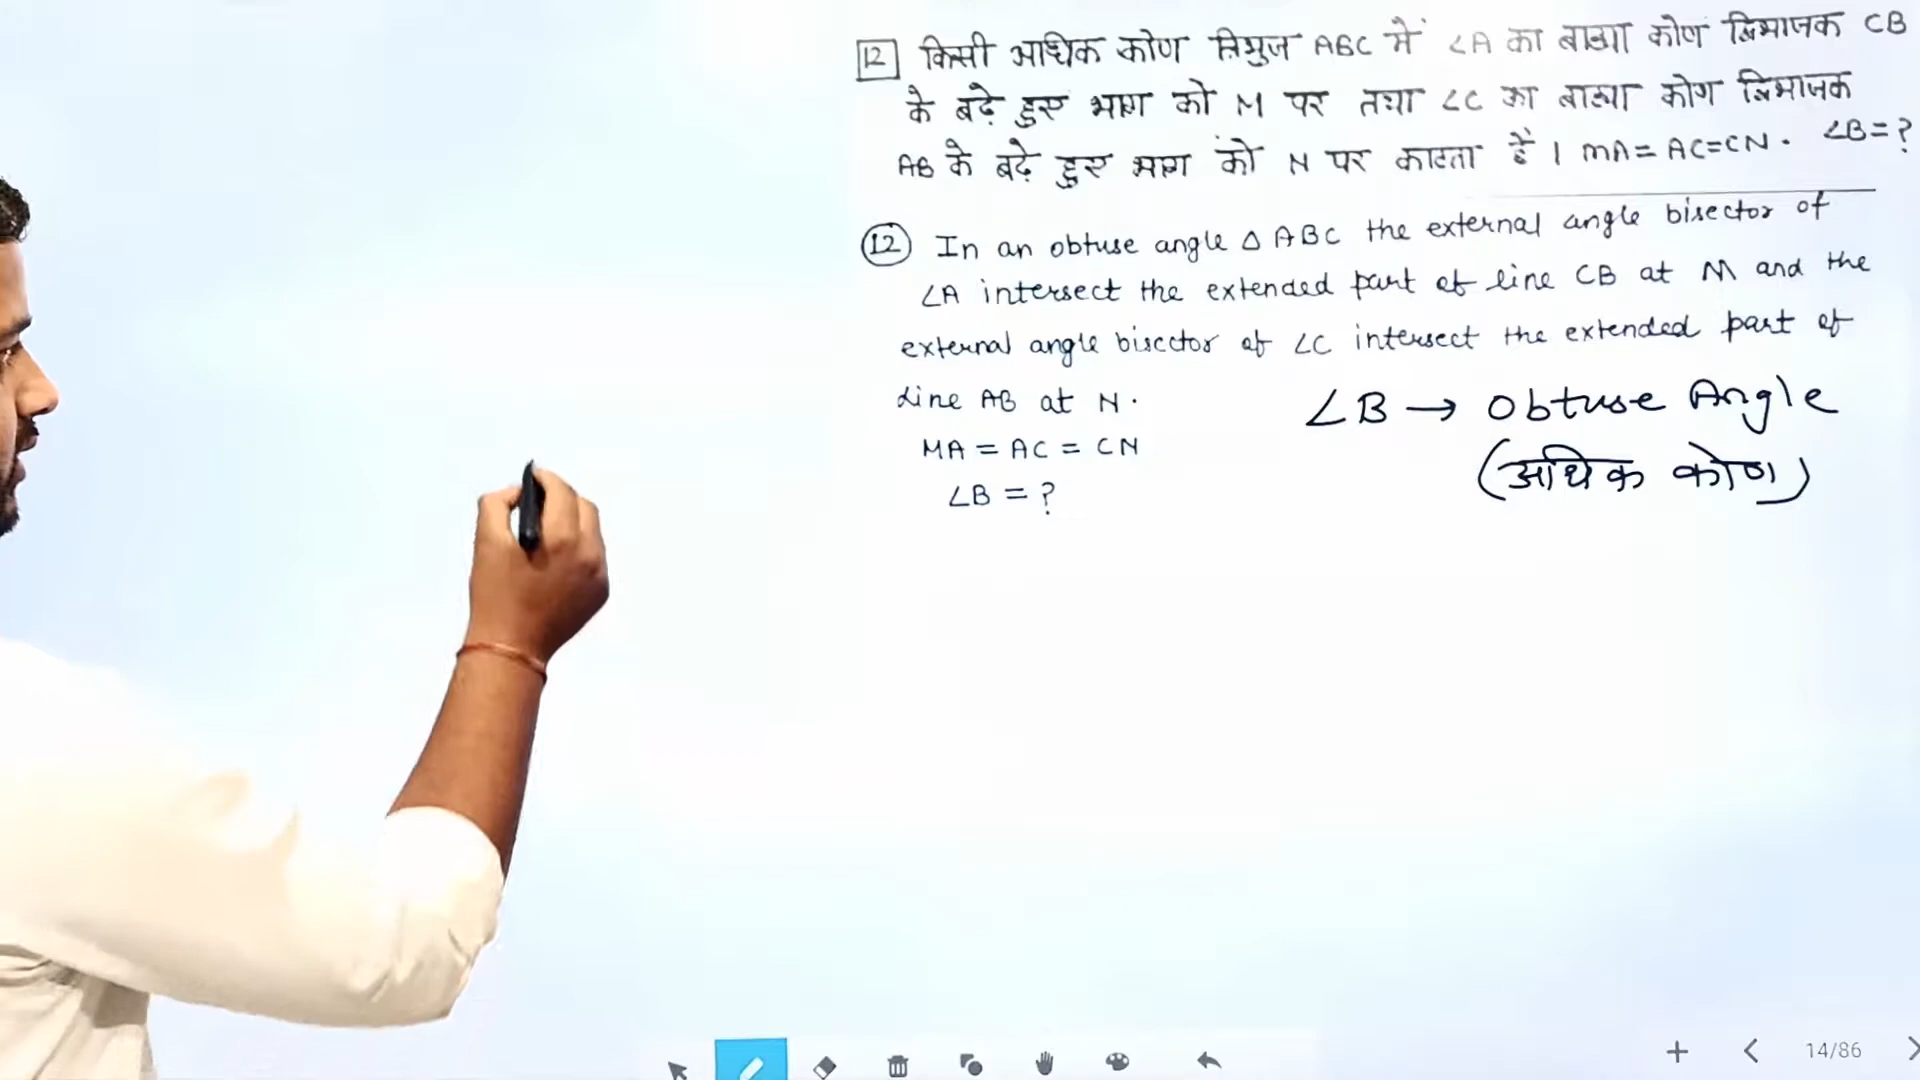 12 किसी अधिक कोण त्रिभुज ABC में ∠A का बाह्या कोण द्विभाजक CB
के बढ़े हुए भाग को M पर तथा ∠C का बाह्या कोण द्विभाजक
AB के बढ़े हुए भाग को N पर काटता है । MA = AC = CN . ∠B = ?
12 In an obtuse angle △ ABC the external angle bisector of
∠A intersect the extended part of line CB at M and the
external angle bisector of ∠C intersect the extended part of
Line AB at N.
MA = AC = CN
∠B = ?
∠B → Obtuse Angle
(अधिक कोण)
14/86